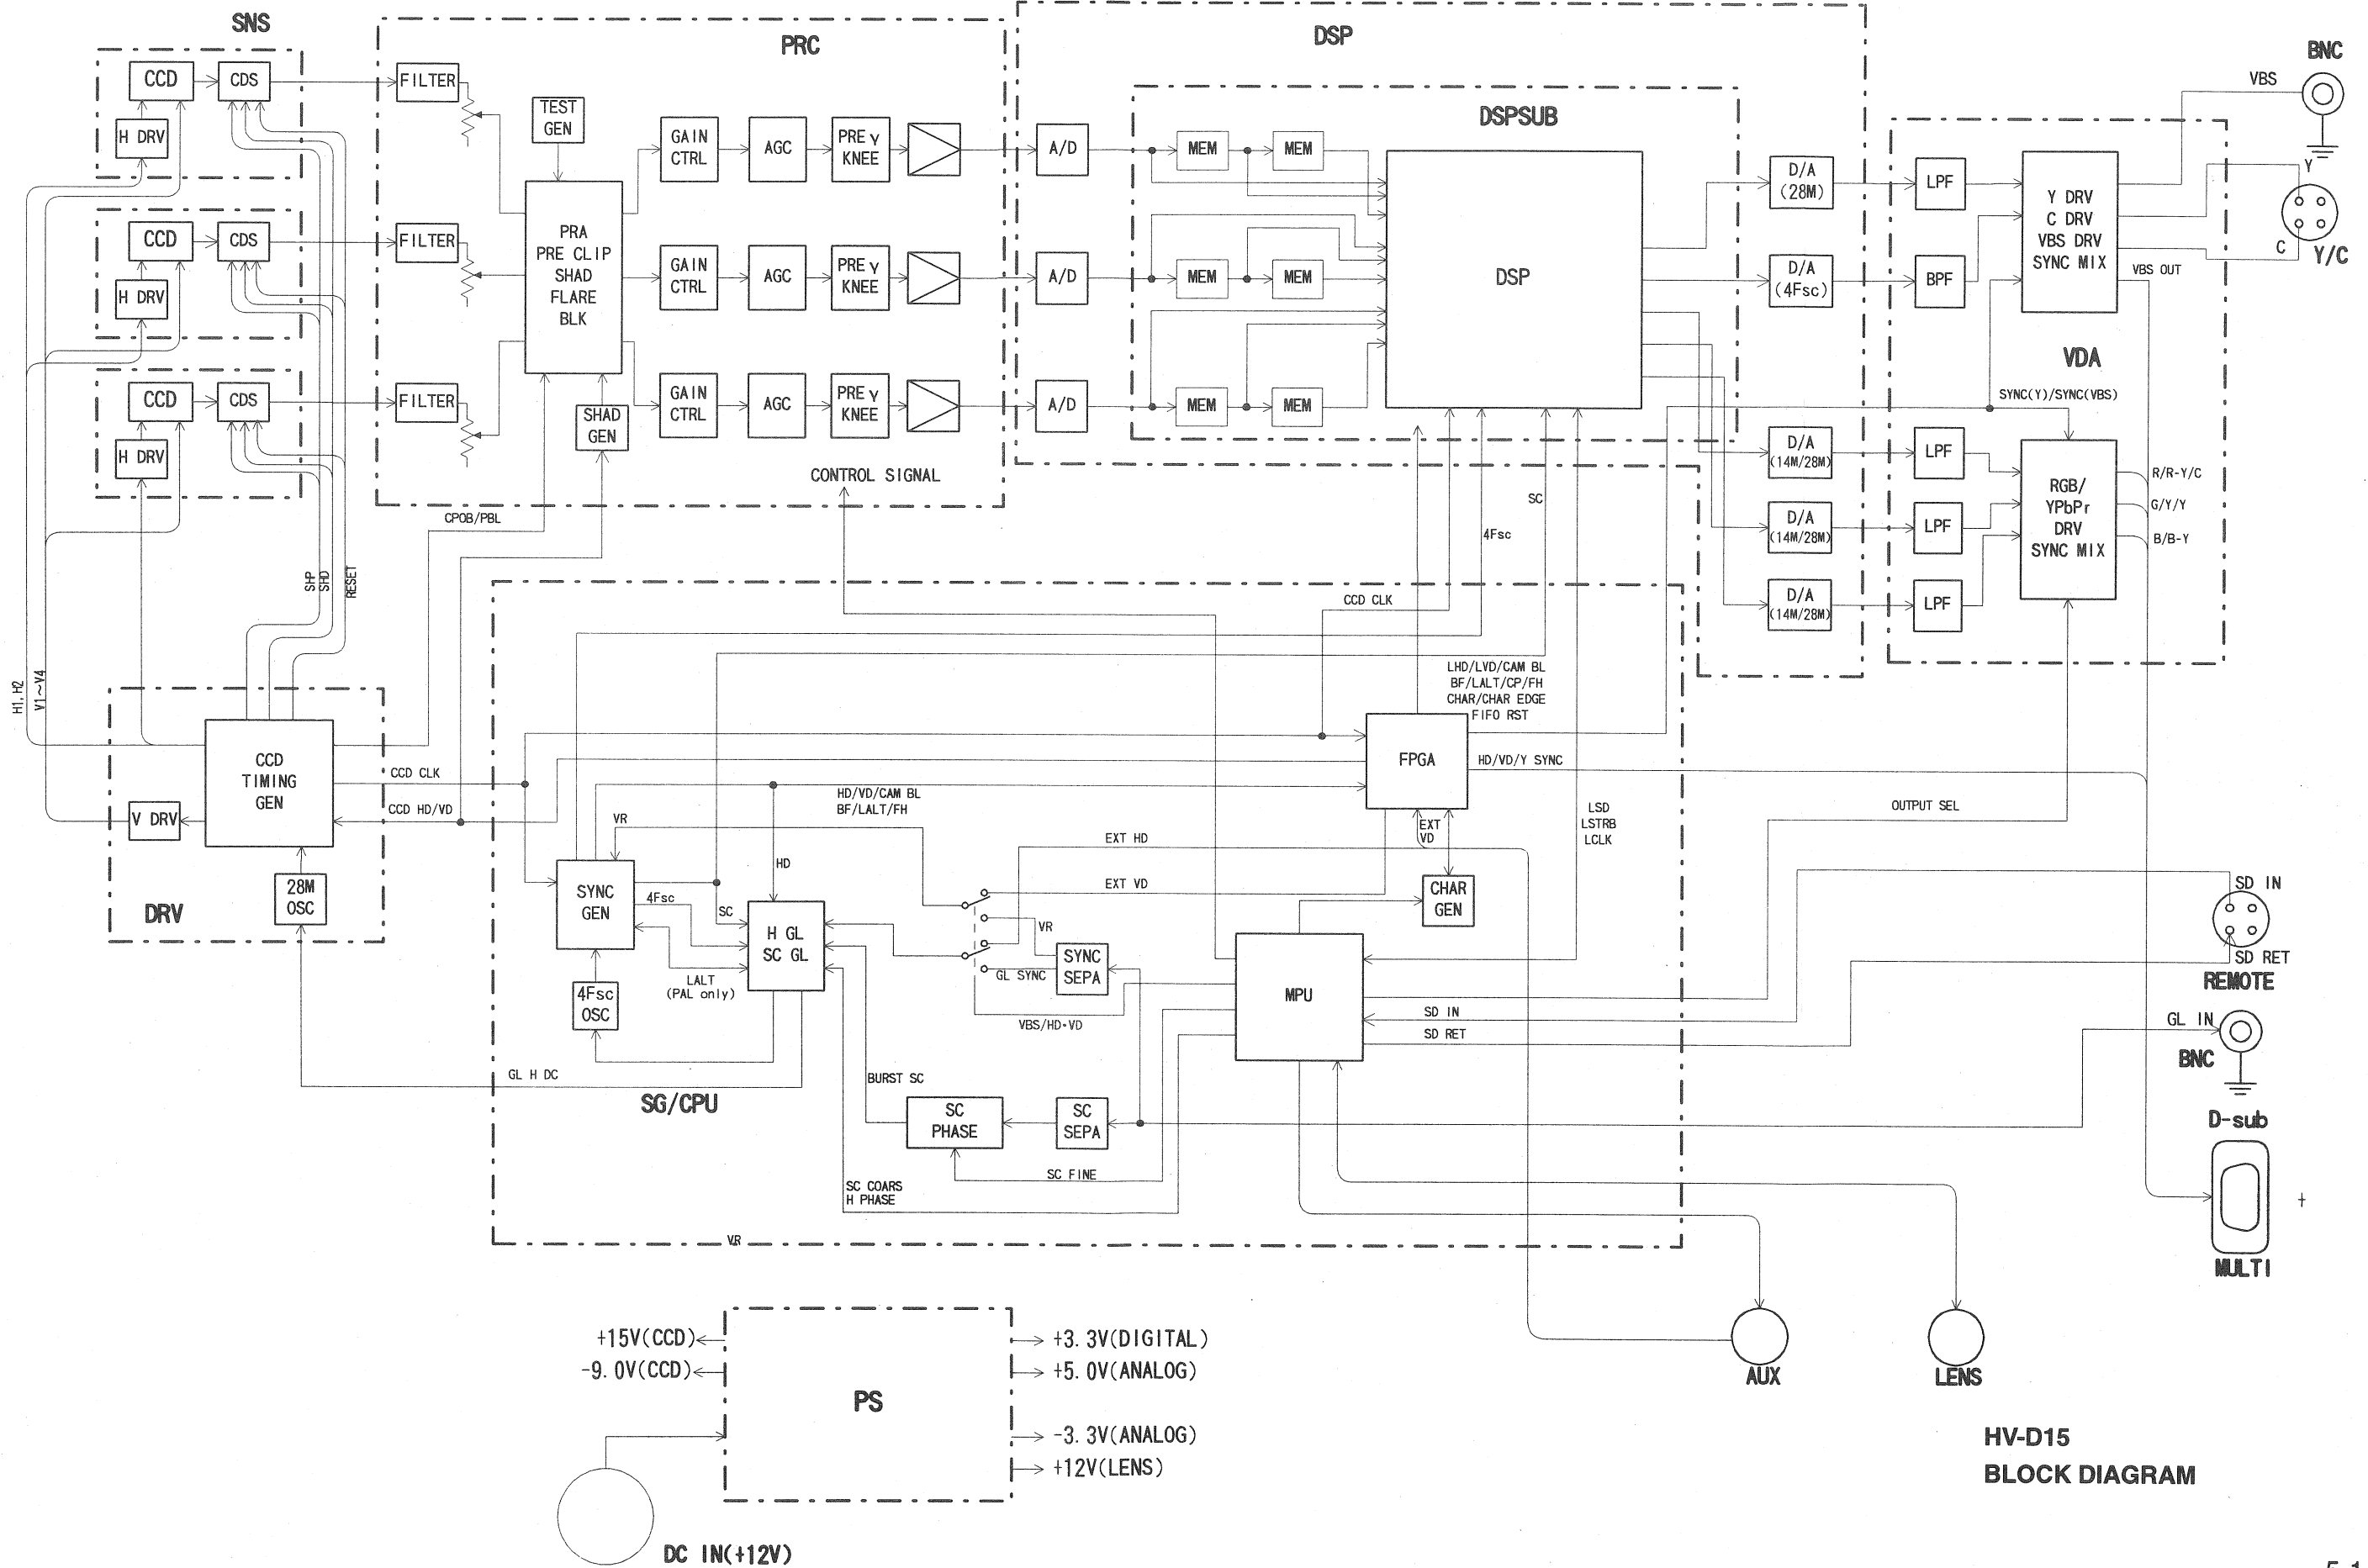 SNS
CCD
CDS
H DRV
CCD
CDS
H DRV
CCD
CDS
H DRV
H1, H2
V1~V4
SHP
SHD
RESET
PRC
FILTER
FILTER
FILTER
TEST
GEN
PRA
PRE CLIP
SHAD
FLARE
BLK
SHAD
GEN
GAIN
CTRL
AGC
PRE γ
KNEE
GAIN
CTRL
AGC
PRE γ
KNEE
GAIN
CTRL
AGC
PRE γ
KNEE
CONTROL SIGNAL
CPOB/PBL
DSP
DSPSUB
A/D
MEM
MEM
A/D
MEM
MEM
A/D
MEM
MEM
DSP
D/A
(28M)
D/A
(4Fsc)
D/A
(14M/28M)
D/A
(14M/28M)
D/A
(14M/28M)
SC
4Fsc
VDA
LPF
BPF
LPF
LPF
LPF
Y DRV
C DRV
VBS DRV
SYNC MIX
SYNC(Y)/SYNC(VBS)
RGB/
YPbPr
DRV
SYNC MIX
VBS
BNC
Y
C
Y/C
VBS OUT
R/R-Y/C
G/Y/Y
B/B-Y
DRV
CCD
TIMING
GEN
V DRV
28M
OSC
CCD CLK
CCD HD/VD
SG/CPU
CCD CLK
LHD/LVD/CAM BL
BF/LALT/CP/FH
CHAR/CHAR EDGE
FIFO RST
FPGA
HD/VD/Y SYNC
HD/VD/CAM BL
BF/LALT/FH
VR
HD
SYNC
GEN
4Fsc
SC
H GL
SC GL
LALT
(PAL only)
4Fsc
OSC
GL H DC
EXT HD
EXT VD
EXT
VD
CHAR
GEN
LSD
LSTRB
LCLK
VR
GL SYNC
SYNC
SEPA
VBS/HD・VD
MPU
SD IN
SD RET
BURST SC
SC
PHASE
SC
SEPA
SC FINE
SC COARS
H PHASE
VR
OUTPUT SEL
SD IN
SD RET
REMOTE
GL IN
BNC
D-sub
MULTI
AUX
LENS
PS
+15V(CCD)
-9.0V(CCD)
+3.3V(DIGITAL)
+5.0V(ANALOG)
-3.3V(ANALOG)
+12V(LENS)
DC IN(+12V)
HV-D15
BLOCK DIAGRAM